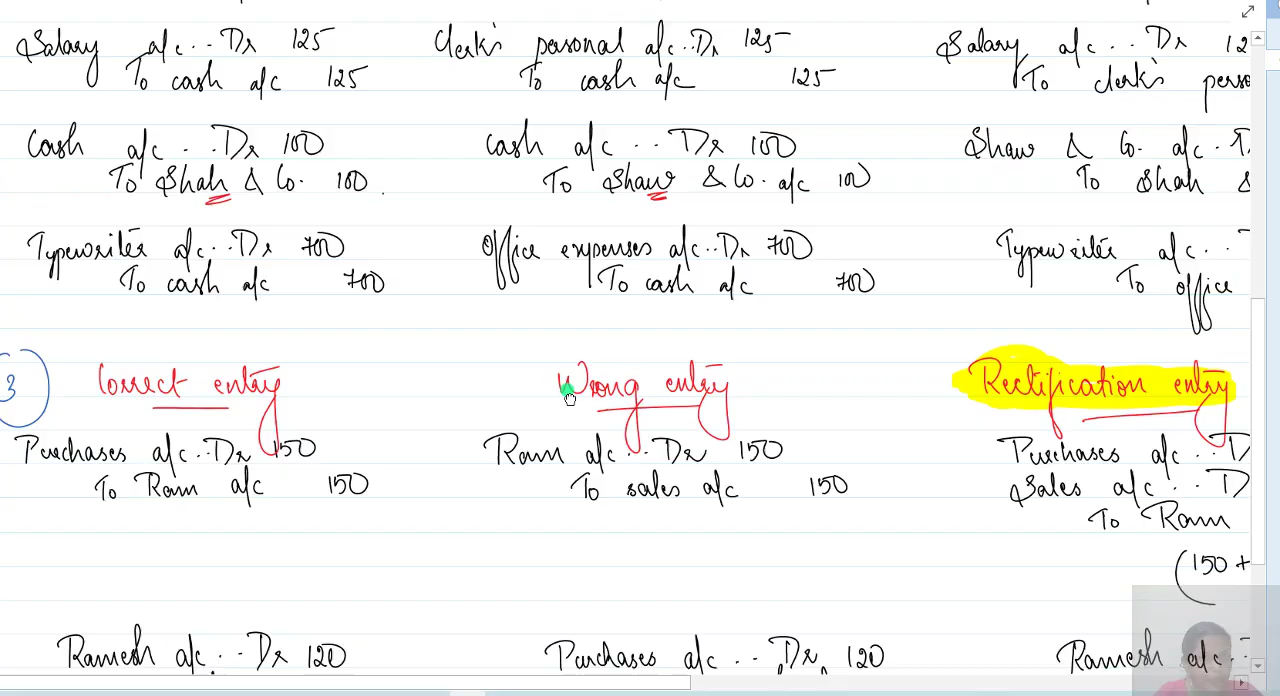 Salary a/c ... Dr 125 Clerk's personal a/c .. Dr 125 Salary a/c ... Dr 12
To cash a/c 125 To cash a/c 125 To clerk's perso
Cash a/c ... Dr 100 Cash a/c ... Dr 100 Shaw & Co. a/c .
To Shah & Co. 100. To Shaw & Co. a/c 100 To Shah &
Typewriter a/c ... Dr 700 Office expenses a/c .. Dr 700 Typewriter a/c ..
To cash a/c 700 To cash a/c 700 To office
3 Correct entry Wrong entry Rectification entry
Purchases a/c .. Dr 150 Ram a/c ... Dr 150 Purchases a/c ... D
To Ram a/c 150 To sales a/c 150 Sales a/c ... D
To Ram
(150 +
Ramesh a/c ... Dr 120 Purchases a/c ... Dr 120 Ramesh a/c .